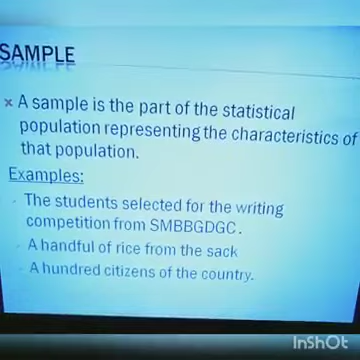 SAMPLE
× A sample is the part of the statistical
population representing the characteristics of
that population.
Examples:
- The students selected for the writing
competition from SMBBGDGC.
- A handful of rice from the sack
- A hundred citizens of the country.
InShOt